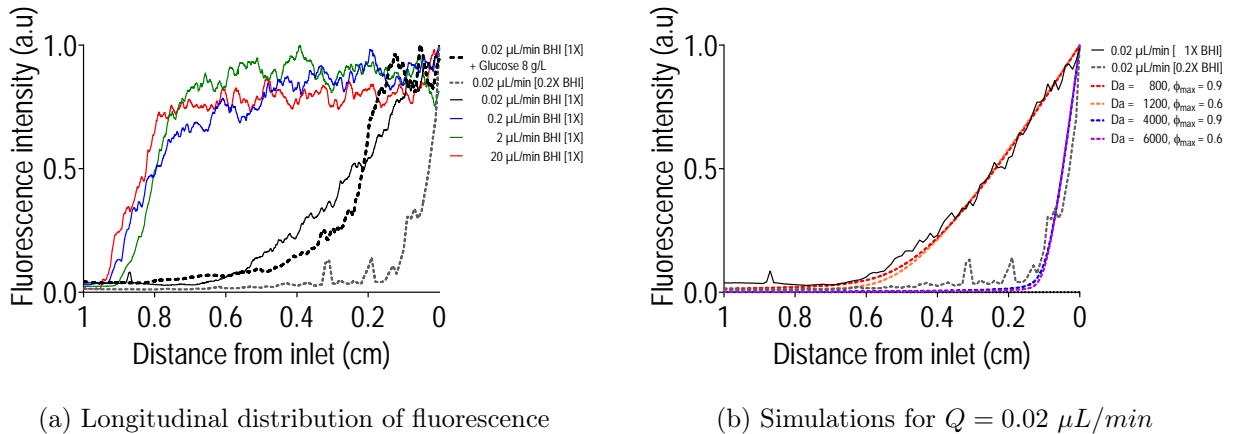 Fluorescence intensity (a.u)
1.0
0.5
0.0
1
0.8
0.6
0.4
0.2
0
Distance from inlet (cm)
0.02 µL/min BHI [1X]
+ Glucose 8 g/L
0.02 µL/min [0.2X BHI]
0.02 µL/min BHI [1X]
0.2 µL/min BHI [1X]
2 µL/min BHI [1X]
20 µL/min BHI [1X]
(a) Longitudinal distribution of fluorescence
Fluorescence intensity (a.u)
1.0
0.5
0.0
1
0.8
0.6
0.4
0.2
0
Distance from inlet (cm)
0.02 µL/min [ 1X BHI]
0.02 µL/min [0.2X BHI]
Da = 800, ϕmax = 0.9
Da = 1200, ϕmax = 0.6
Da = 4000, ϕmax = 0.9
Da = 6000, ϕmax = 0.6
(b) Simulations for Q = 0.02 µL/min